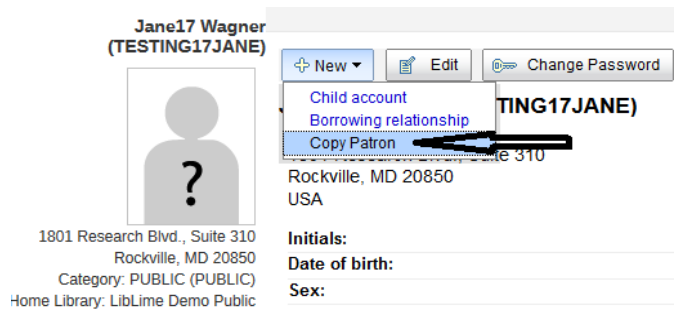 Jane17 Wagner
(TESTING17JANE)
?
1801 Research Blvd., Suite 310
Rockville, MD 20850
Category: PUBLIC (PUBLIC)
Home Library: LibLime Demo Public
New Edit Change Password
Child account
Borrowing relationship
Copy Patron
TING17JANE)
Suite 310
Rockville, MD 20850
USA
Initials:
Date of birth:
Sex: